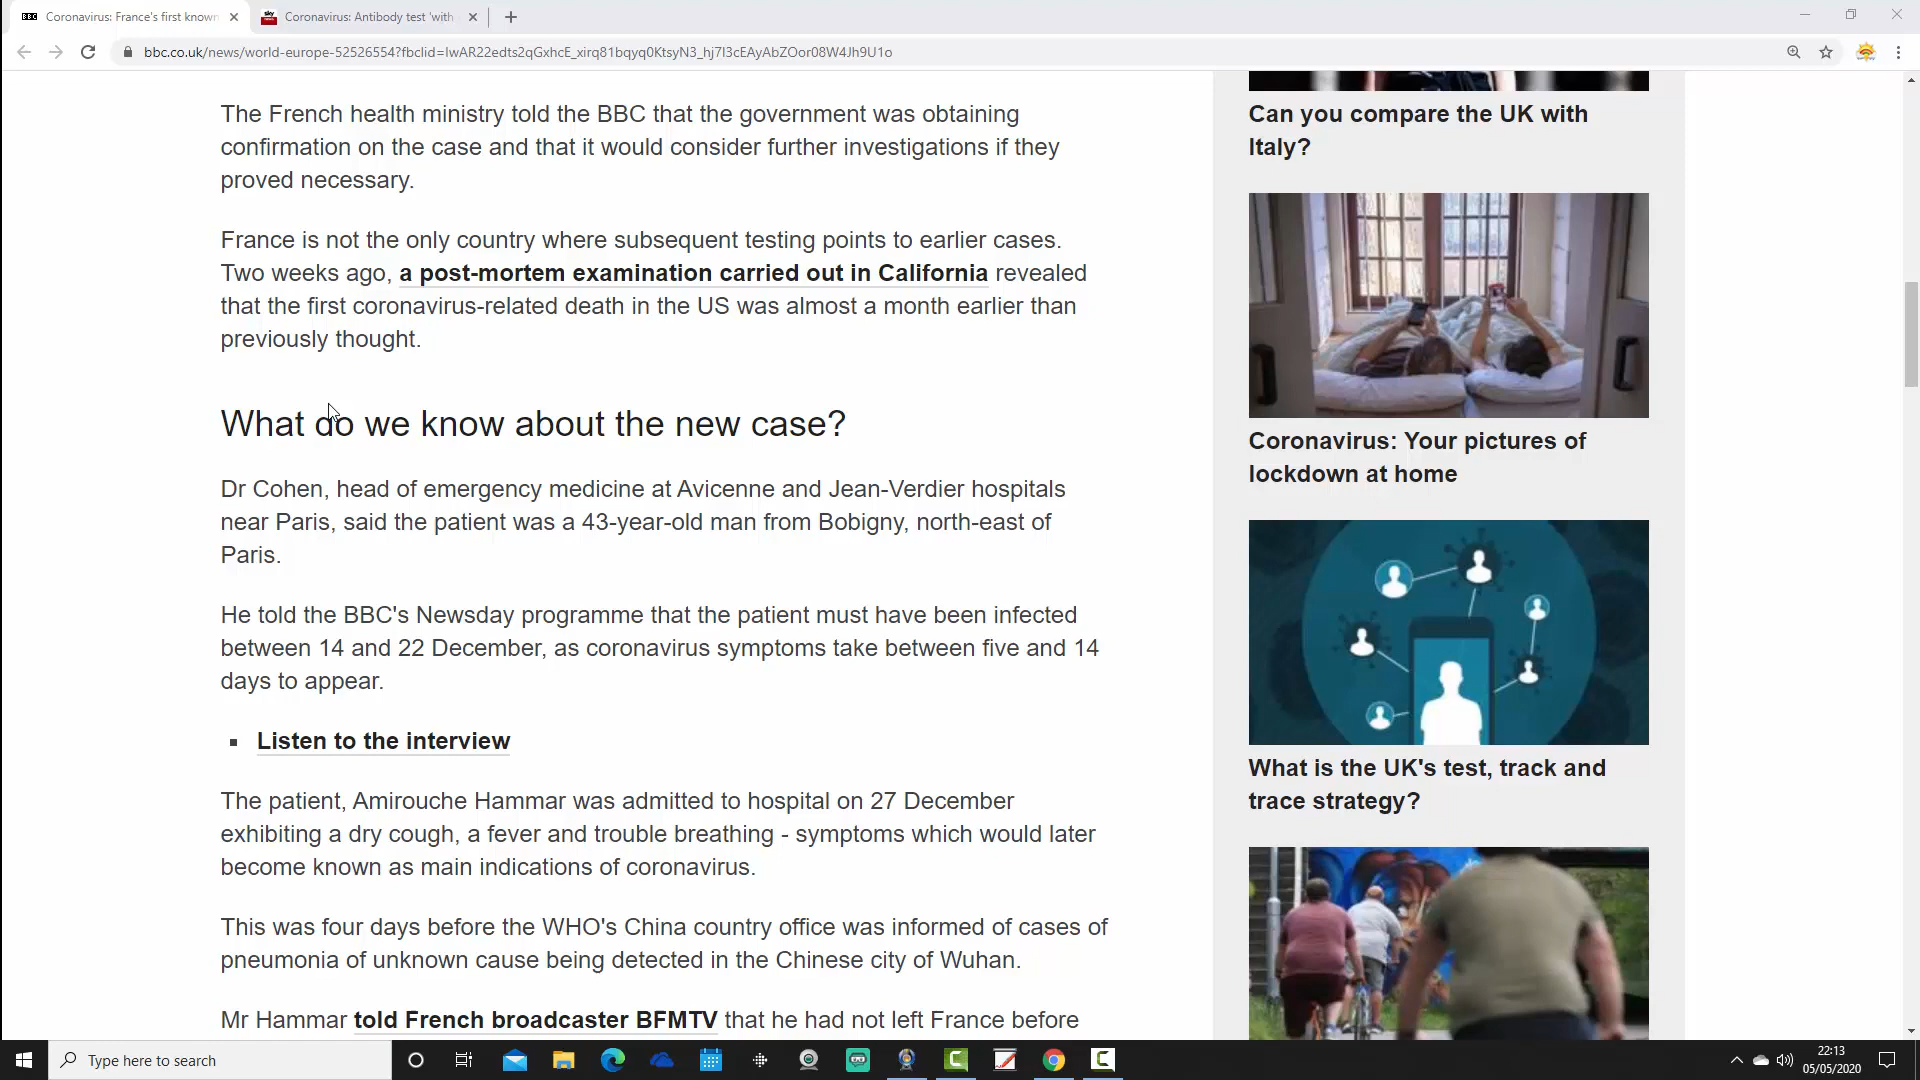 Coronavirus: France's first known
Coronavirus: Antibody test 'with
bbc.co.uk/news/world-europe-52526554?fbclid=IwAR22edts2qGxhcE_xirq81bqyq0KtsyN3_hj7I3cEAyAbZOor08W4Jh9U1o
The French health ministry told the BBC that the government was obtaining
confirmation on the case and that it would consider further investigations if they
proved necessary.
France is not the only country where subsequent testing points to earlier cases.
Two weeks ago, a post-mortem examination carried out in California revealed
that the first coronavirus-related death in the US was almost a month earlier than
previously thought.
What do we know about the new case?
Dr Cohen, head of emergency medicine at Avicenne and Jean-Verdier hospitals
near Paris, said the patient was a 43-year-old man from Bobigny, north-east of
Paris.
He told the BBC's Newsday programme that the patient must have been infected
between 14 and 22 December, as coronavirus symptoms take between five and 14
days to appear.
Listen to the interview
The patient, Amirouche Hammar was admitted to hospital on 27 December
exhibiting a dry cough, a fever and trouble breathing - symptoms which would later
become known as main indications of coronavirus.
This was four days before the WHO's China country office was informed of cases of
pneumonia of unknown cause being detected in the Chinese city of Wuhan.
Mr Hammar told French broadcaster BFMTV that he had not left France before
Can you compare the UK with
Italy?
Coronavirus: Your pictures of
lockdown at home
What is the UK's test, track and
trace strategy?
Type here to search
22:13
05/05/2020